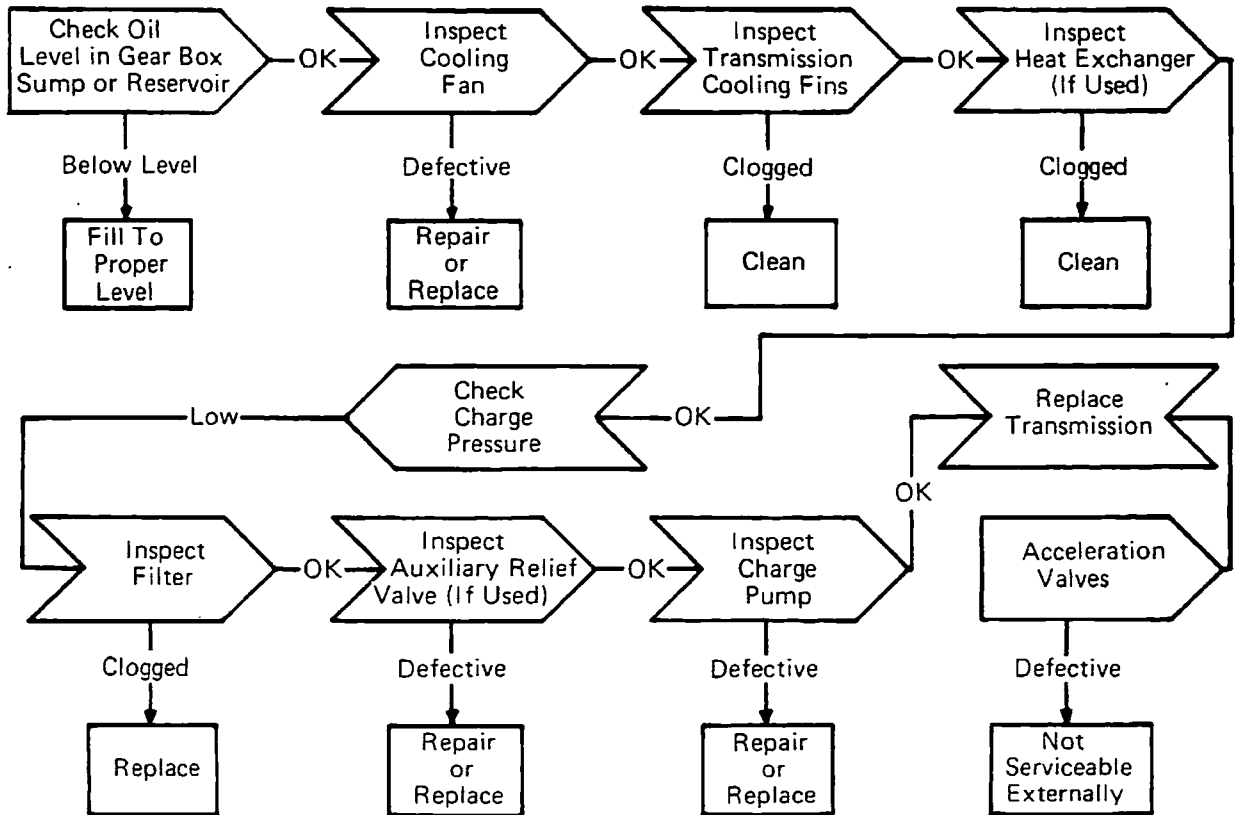 Check Oil
Level in Gear Box
Sump or Reservoir
OK
Inspect
Cooling
Fan
OK
Inspect
Transmission
Cooling Fins
OK
Inspect
Heat Exchanger
(If Used)
Below Level
Defective
Clogged
Clogged
Fill To
Proper
Level
Repair
or
Replace
Clean
Clean
Low
Check
Charge
Pressure
OK
Replace
Transmission
OK
Inspect
Filter
OK
Inspect
Auxiliary Relief
Valve (If Used)
OK
Inspect
Charge
Pump
Acceleration
Valves
Clogged
Defective
Defective
Defective
Replace
Repair
or
Replace
Repair
or
Replace
Not
Serviceable
Externally